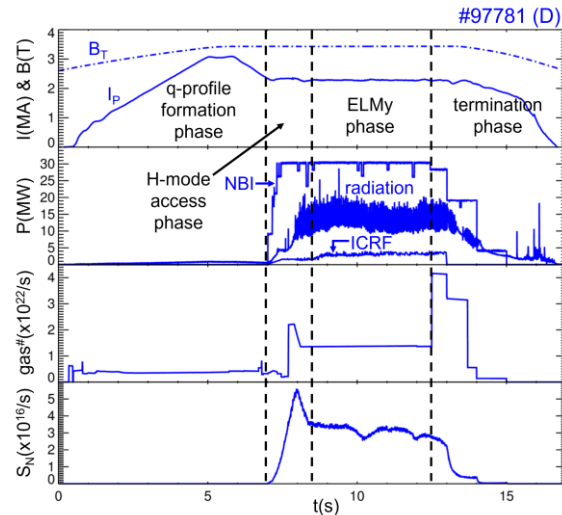 #97781 (D)
I(MA) & B(T)
4
3
2
1
0
B_T
I_P
q-profile
formation
phase
ELMy
phase
termination
phase
H-mode
access
phase
P(MW)
30
25
20
15
10
5
0
NBI
radiation
ICRF
gas#(x10^22/s)
4
3
2
1
0
S_N(x10^16/s)
5
4
3
2
1
0
0
5
10
15
t(s)